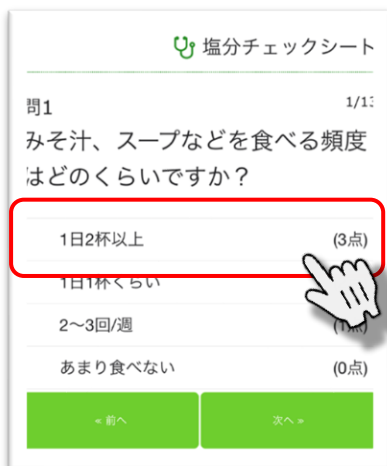 塩分チェックシート
問1 1/13
みそ汁、スープなどを食べる頻度
はどのくらいですか？
1日2杯以上 (3点)
1日1杯くらい
2～3回/週 (1点)
あまり食べない (0点)
« 前へ 次へ »